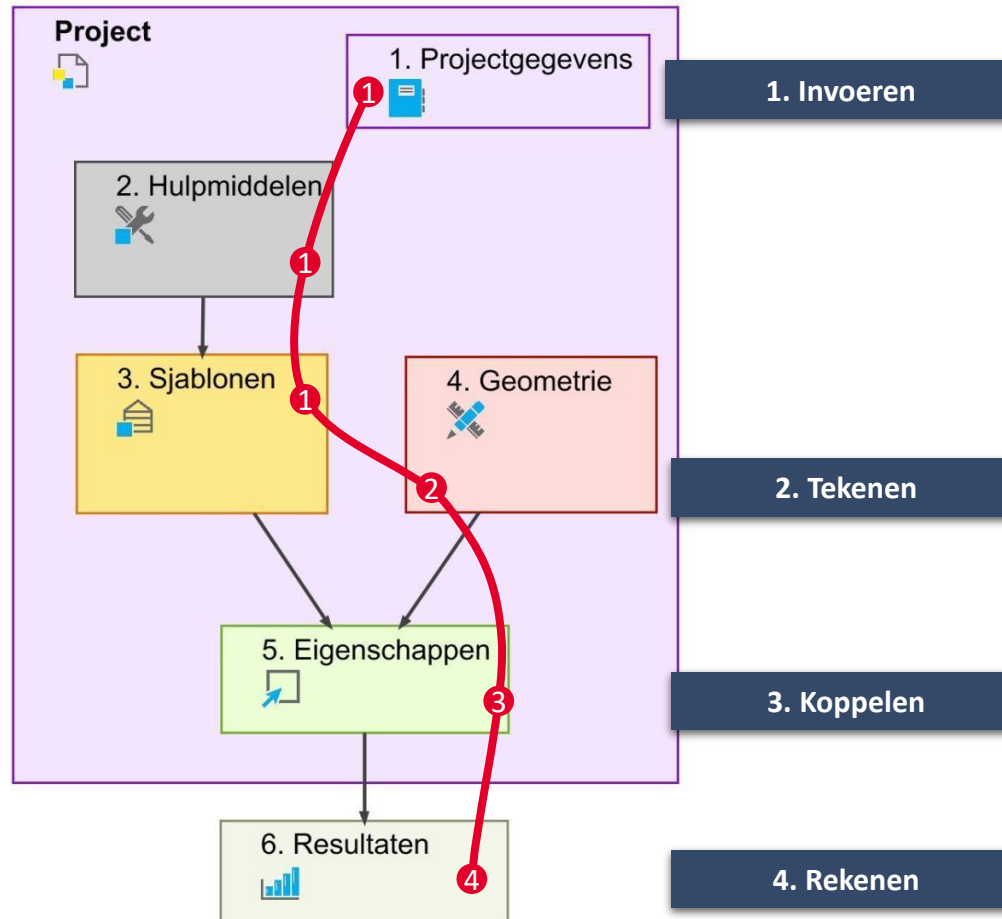 Project
1. Projectgegevens
1
1. Invoeren
2. Hulpmiddelen
1
3. Sjablonen
1
4. Geometrie
2
2. Tekenen
5. Eigenschappen
3
3. Koppelen
6. Resultaten
4
4. Rekenen